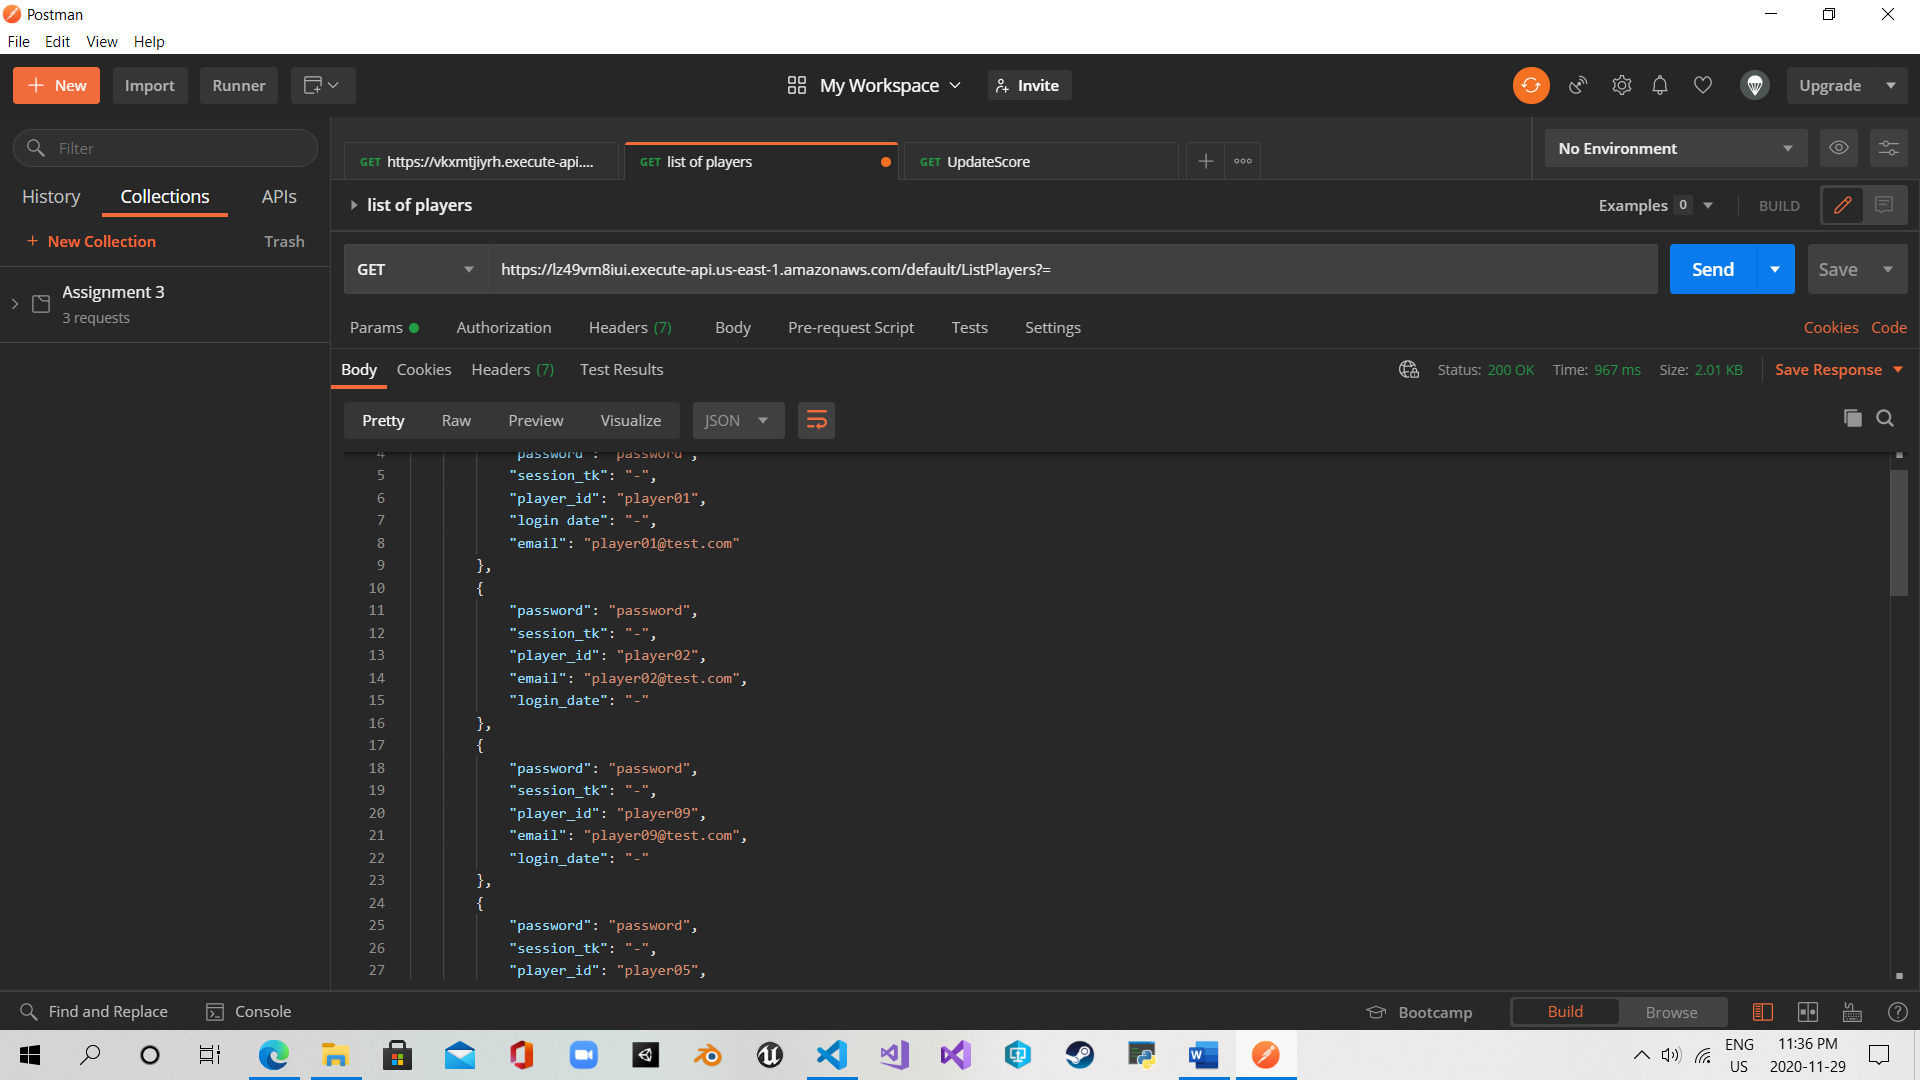 Postman
File Edit View Help
+ New Import Runner My Workspace Invite Upgrade
Filter
GET https://vkxmtjiyrh.execute-api.... GET list of players GET UpdateScore + ooo No Environment
History Collections APIs
list of players Examples 0 BUILD
+ New Collection Trash
GET https://lz49vm8iui.execute-api.us-east-1.amazonaws.com/default/ListPlayers?= Send Save
Assignment 3
3 requests
Params Authorization Headers (7) Body Pre-request Script Tests Settings Cookies Code
Body Cookies Headers (7) Test Results Status: 200 OK Time: 967 ms Size: 2.01 KB Save Response
Pretty Raw Preview Visualize JSON
4 "password": "password",
5 "session_tk": "-",
6 "player_id": "player01",
7 "login date": "-",
8 "email": "player01@test.com"
9 },
10 {
11 "password": "password",
12 "session_tk": "-",
13 "player_id": "player02",
14 "email": "player02@test.com",
15 "login_date": "-"
16 },
17 {
18 "password": "password",
19 "session_tk": "-",
20 "player_id": "player09",
21 "email": "player09@test.com",
22 "login_date": "-"
23 },
24 {
25 "password": "password",
26 "session_tk": "-",
27 "player_id": "player05",
Find and Replace Console Bootcamp Build Browse
ENG 11:36 PM
US 2020-11-29